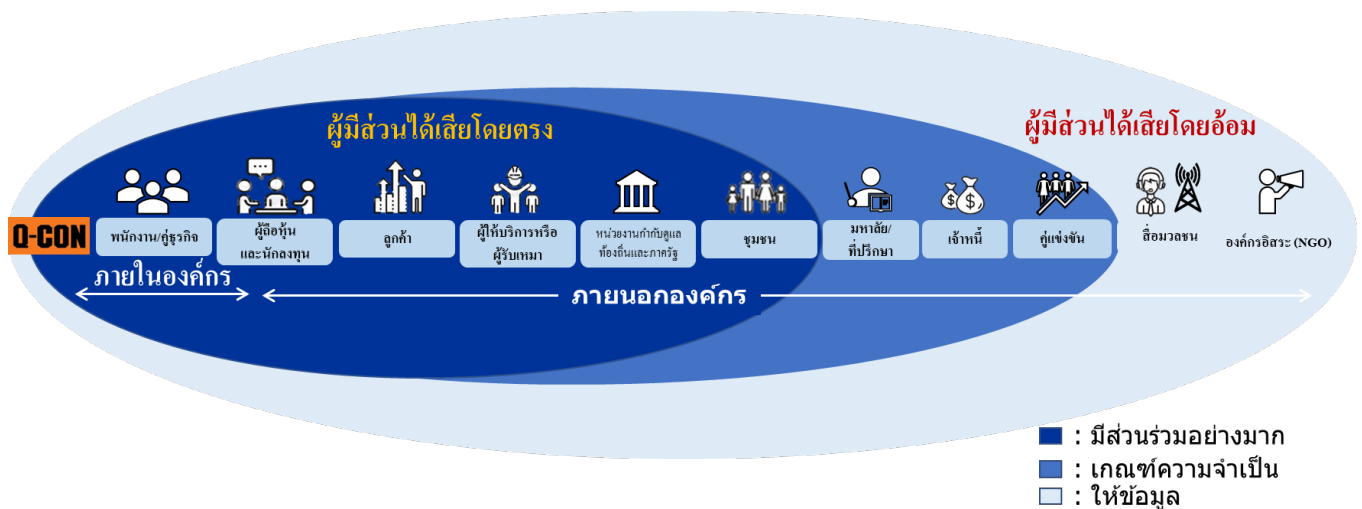 ผู้มีส่วนได้เสียโดยตรง
ผู้มีส่วนได้เสียโดยอ้อม
Q-CON
พนักงาน/คู่ธุรกิจ
ผู้ถือหุ้น
และนักลงทุน
ลูกค้า
ผู้ให้บริการหรือ
ผู้รับเหมา
หน่วยงานกำกับดูแล
ท้องถิ่นและภาครัฐ
ชุมชน
มหาลัย/
ที่ปรึกษา
เจ้าหนี้
คู่แข่งขัน
สื่อมวลชน
องค์กรอิสระ (NGO)
ภายในองค์กร
ภายนอกองค์กร
: มีส่วนร่วมอย่างมาก
: เกณฑ์ความจำเป็น
: ให้ข้อมูล